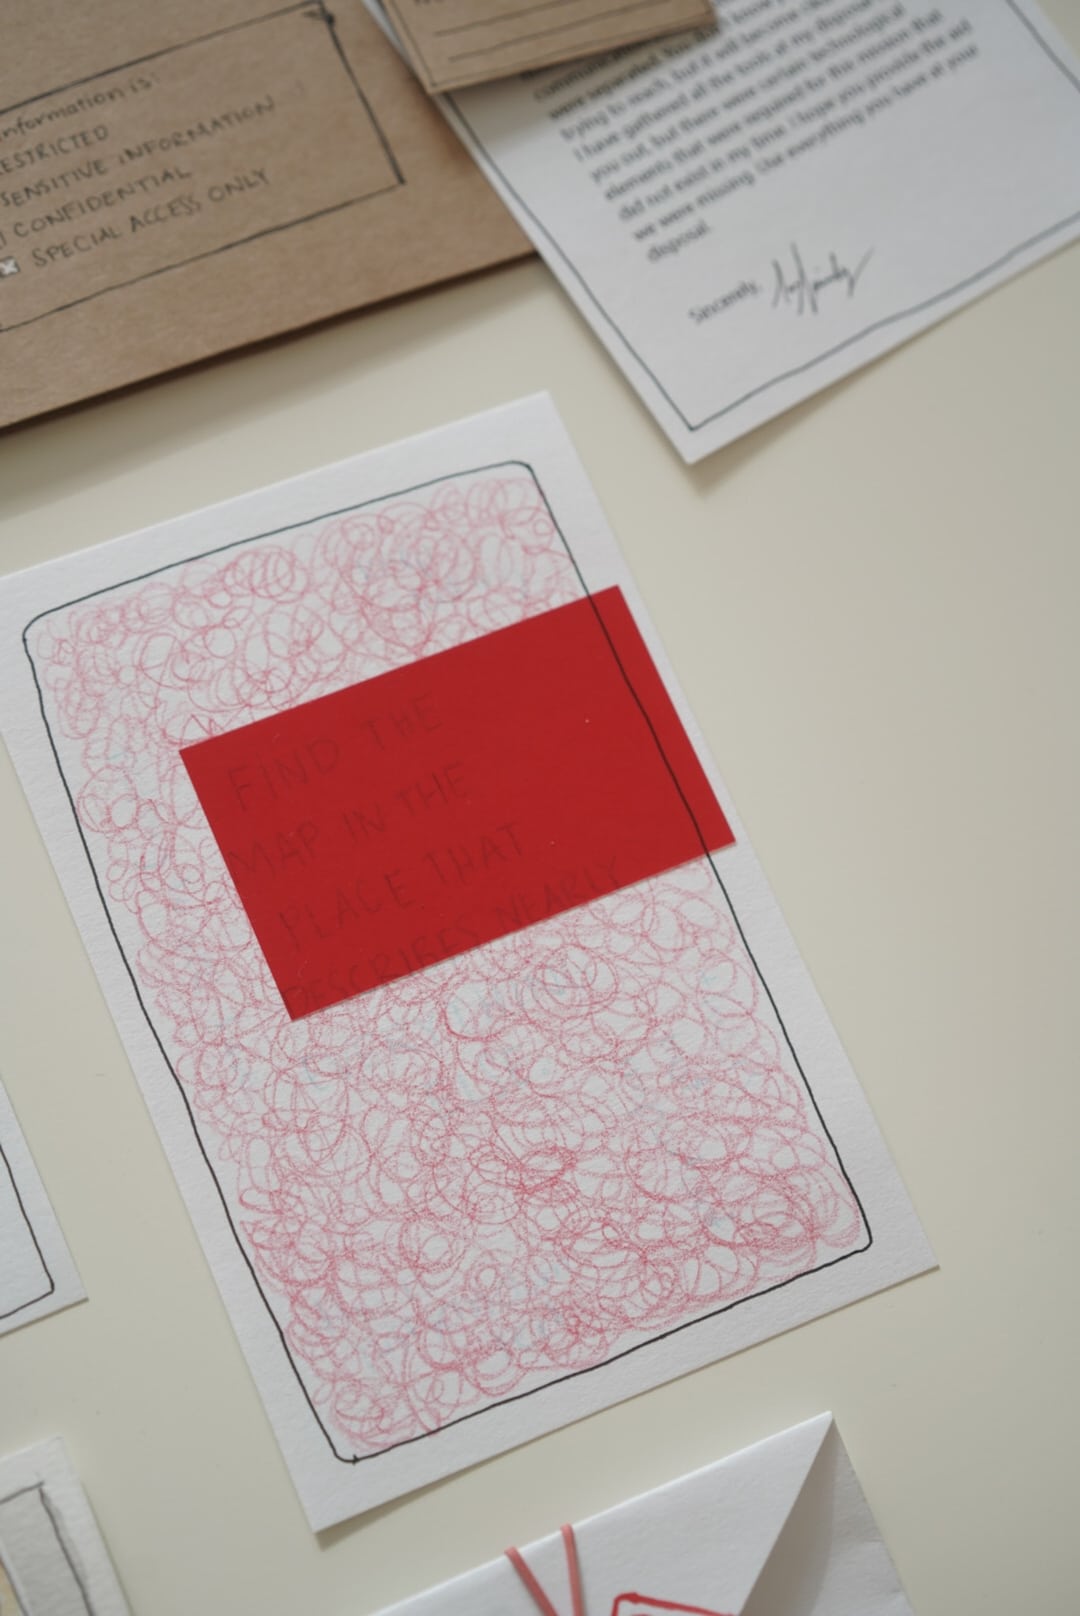 nformation is:
RESTRICTED
SENSITIVE INFORMATION
CONFIDENTIAL
SPECIAL ACCESS ONLY
trying to reach, but it will become
I have gathered all the tools at my disposal
you out, but there were certain technological
elements that were required for this mission that
did not exist in my time. I hope you provide the aid
we were missing. Use everything you have at your
disposal.
Sincerely,
FIND THE
MAP IN THE
PLACE THAT
DESCRIBES NEARLY